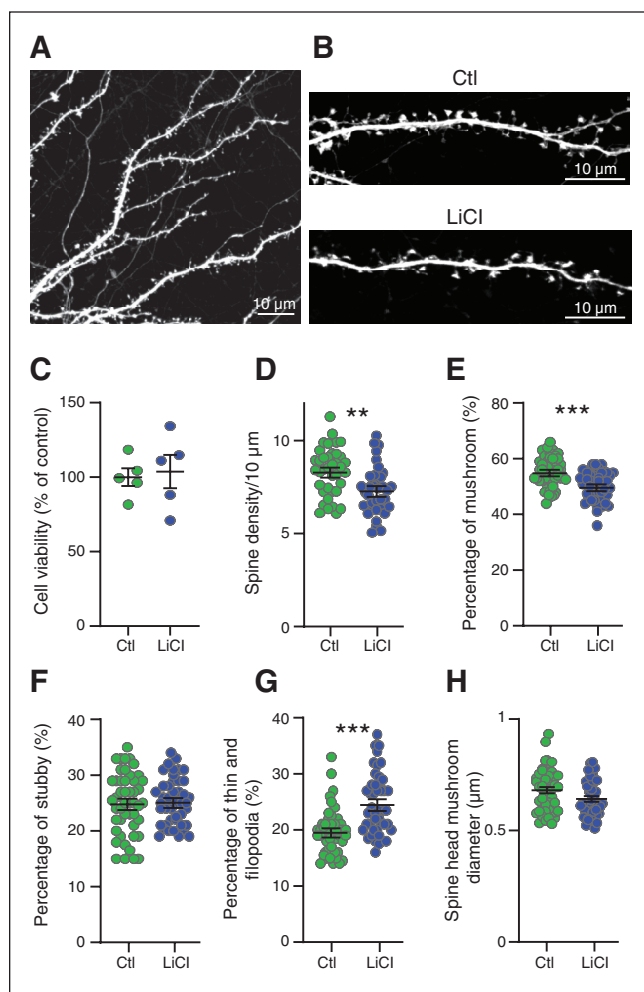 A
10 µm
B
Ctl
10 µm
LiCl
10 µm
C
Cell viability (% of control)
150
100
50
0
Ctl
LiCl
D
**
Spine density/10 µm
10
5
0
Ctl
LiCl
E
***
Percentage of mushroom (%)
80
60
40
20
0
Ctl
LiCl
F
Percentage of stubby (%)
40
30
20
10
0
Ctl
LiCl
G
***
Percentage of thin and
filopodia (%)
40
30
20
10
0
Ctl
LiCl
H
Spine head mushroom
diameter (µm)
1
0.5
0
Ctl
LiCl